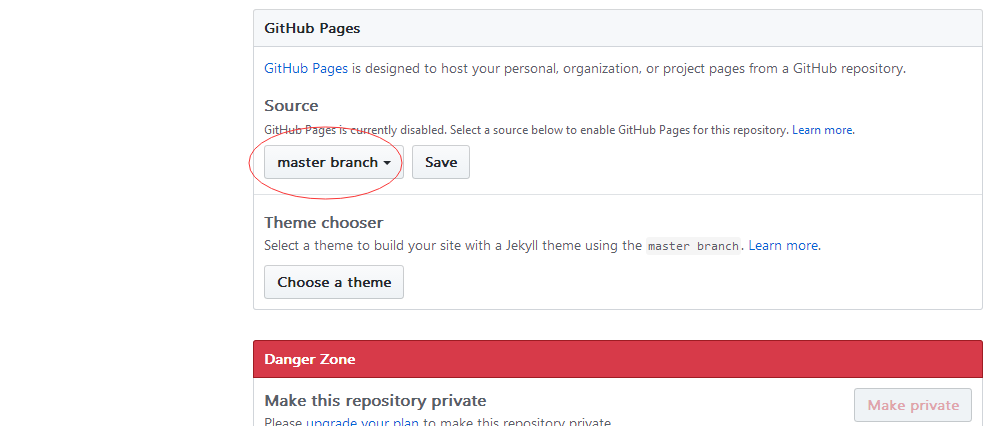 GitHub Pages
GitHub Pages is designed to host your personal, organization, or project pages from a GitHub repository.
Source
GitHub Pages is currently disabled. Select a source below to enable GitHub Pages for this repository. Learn more.
master branch Save
Theme chooser
Select a theme to build your site with a Jekyll theme using the master branch. Learn more.
Choose a theme
Danger Zone
Make this repository private
Make private
Please upgrade your plan to make this repository private